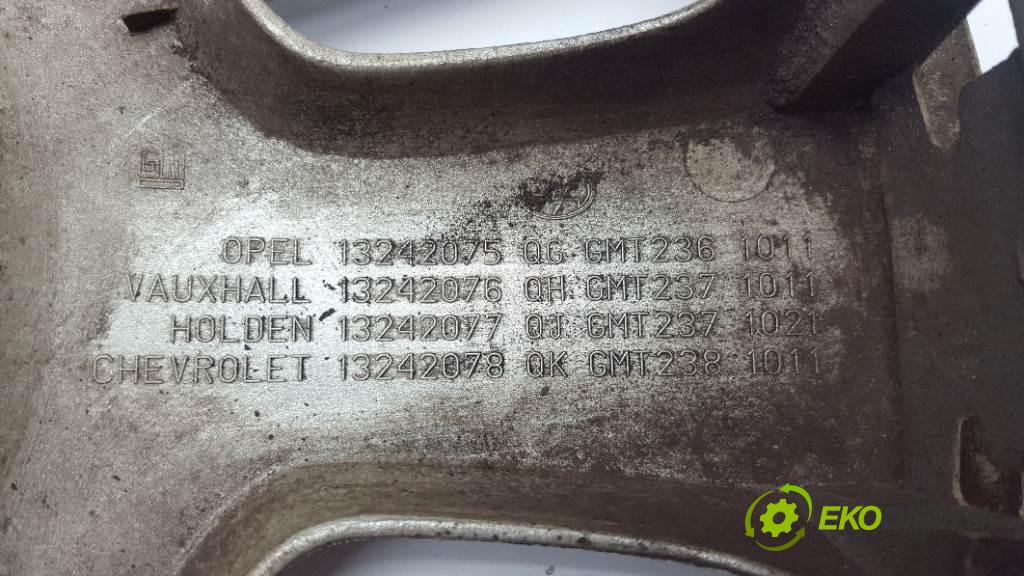 GM
OPEL 13242075 QG GMT236 1011
VAUXHALL 13242076 QH GMT237 1011
HOLDEN 13242077 QJ GMT237 1021
CHEVROLET 13242078 QK GMT238 1011
EKO